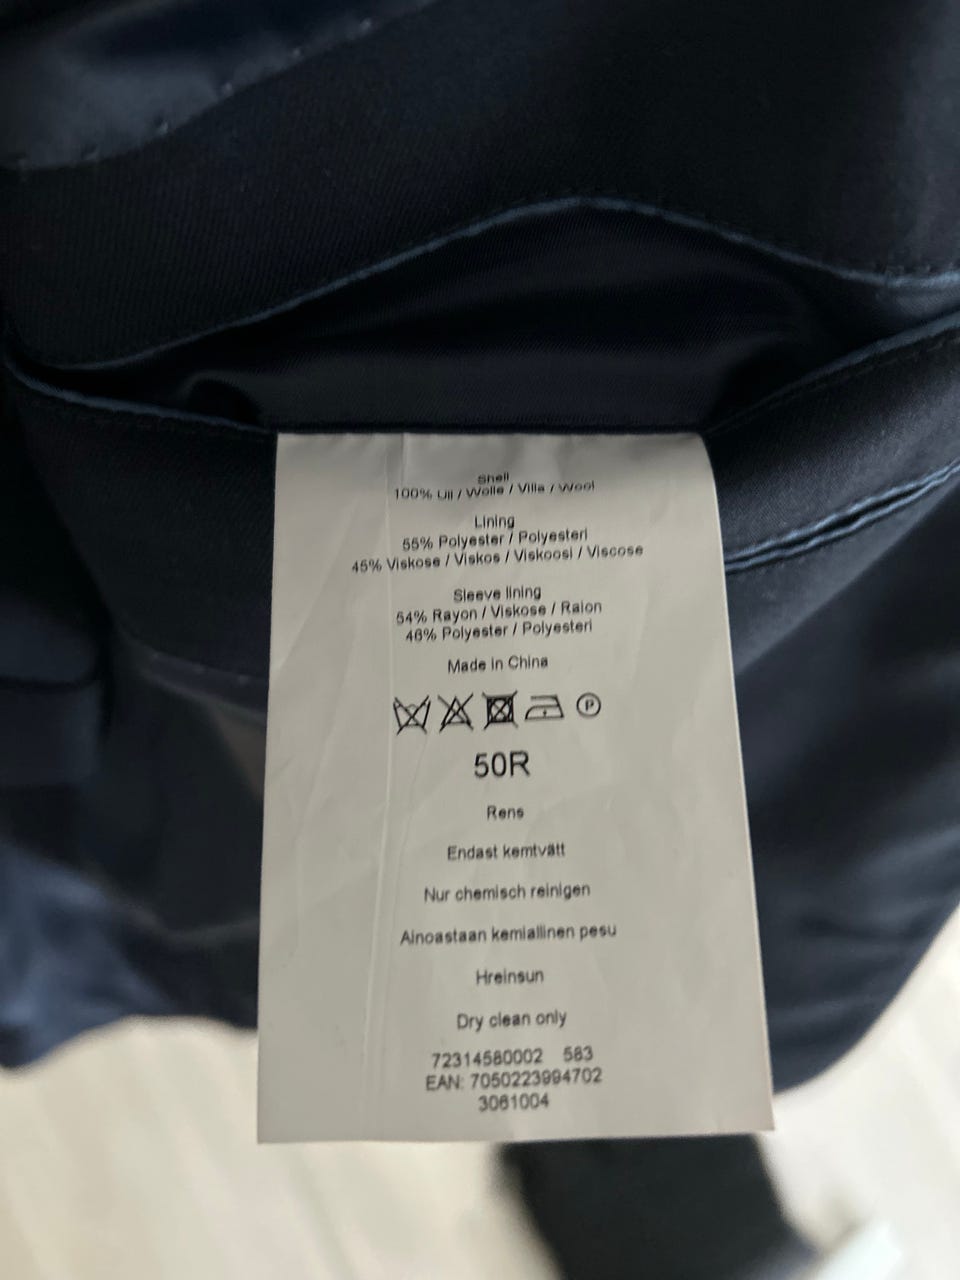 Shell
100% Ull / Wolle / Villa / Wool
Lining
55% Polyester / Polyesteri
45% Viskose / Viskos / Viskoosi / Viscose
Sleeve lining
54% Rayon / Viskose / Raion
46% Polyester / Polyesteri
Made in China
P
50R
Rens
Endast kemtvätt
Nur chemisch reinigen
Ainoastaan kemiallinen pesu
Hreinsun
Dry clean only
72314580002 583
EAN: 7050223994702
3061004